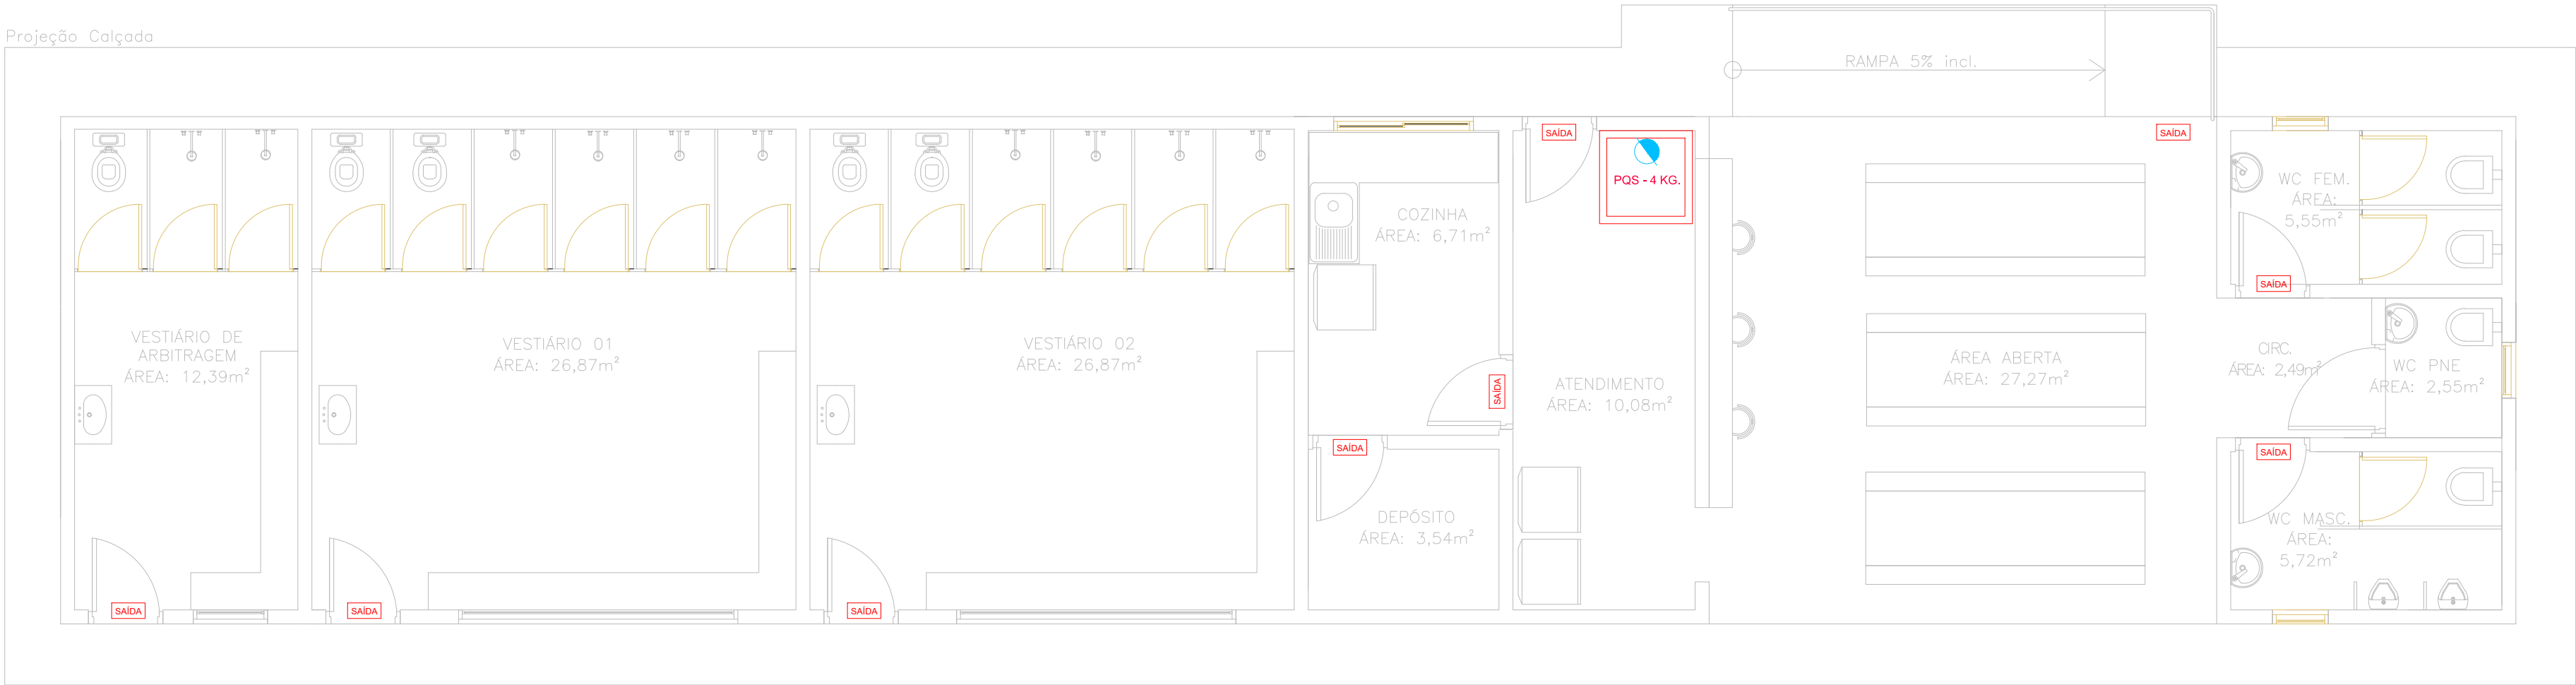 Projeção Calçada
RAMPA 5% incl.
SAÍDA
SAÍDA
PQS - 4 KG.
WC FEM.
ÁREA:
5,55m²
COZINHA
ÁREA: 6,71m²
SAÍDA
VESTIÁRIO DE
ARBITRAGEM
ÁREA: 12,39m²
VESTIÁRIO 01
ÁREA: 26,87m²
VESTIÁRIO 02
ÁREA: 26,87m²
SAÍDA
ATENDIMENTO
ÁREA: 10,08m²
ÁREA ABERTA
ÁREA: 27,27m²
CIRC.
ÁREA: 2,49m²
WC PNE
ÁREA: 2,55m²
SAÍDA
SAÍDA
DEPÓSITO
ÁREA: 3,54m²
WC MASC.
ÁREA:
5,72m²
SAÍDA
SAÍDA
SAÍDA